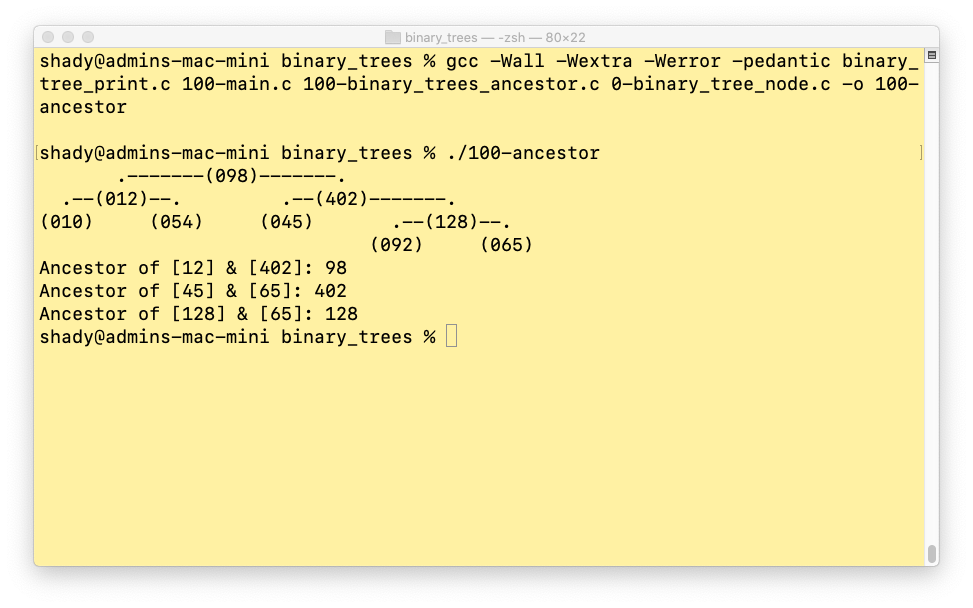 binary_trees — -zsh — 80×22
shady@admins-mac-mini binary_trees % gcc -Wall -Wextra -Werror -pedantic binary_
tree_print.c 100-main.c 100-binary_trees_ancestor.c 0-binary_tree_node.c -o 100-
ancestor
[shady@admins-mac-mini binary_trees % ./100-ancestor ]
       .-------(098)-------.
  .--(012)--.         .--(402)-------.
(010)     (054)     (045)       .--(128)--.
                              (092)     (065)
Ancestor of [12] & [402]: 98
Ancestor of [45] & [65]: 402
Ancestor of [128] & [65]: 128
shady@admins-mac-mini binary_trees %